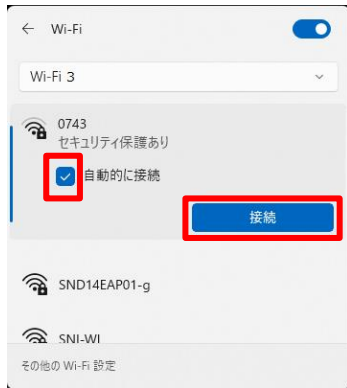 ← Wi-Fi
Wi-Fi 3
0743
セキュリティ保護あり
自動的に接続
接続
SND14EAP01-g
SNI-WI
その他の Wi-Fi 設定